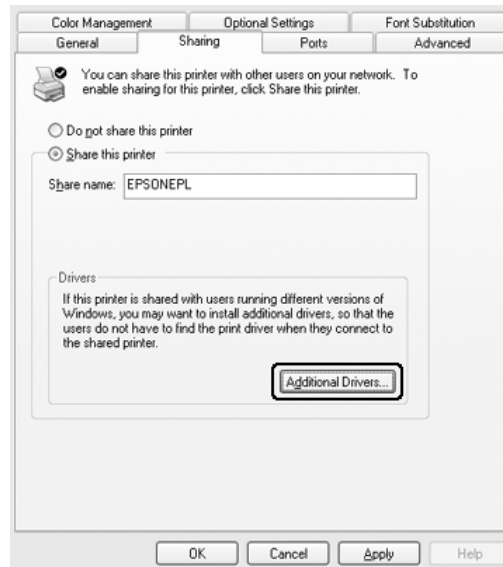 Color Management
Optional Settings
Font Substitution
General
Sharing
Ports
Advanced
You can share this printer with other users on your network. To
enable sharing for this printer, click Share this printer.
Do not share this printer
Share this printer
Share name: EPSONEPL
Drivers
If this printer is shared with users running different versions of
Windows, you may want to install additional drivers, so that the
users do not have to find the print driver when they connect to
the shared printer.
Additional Drivers...
OK
Cancel
Apply
Help